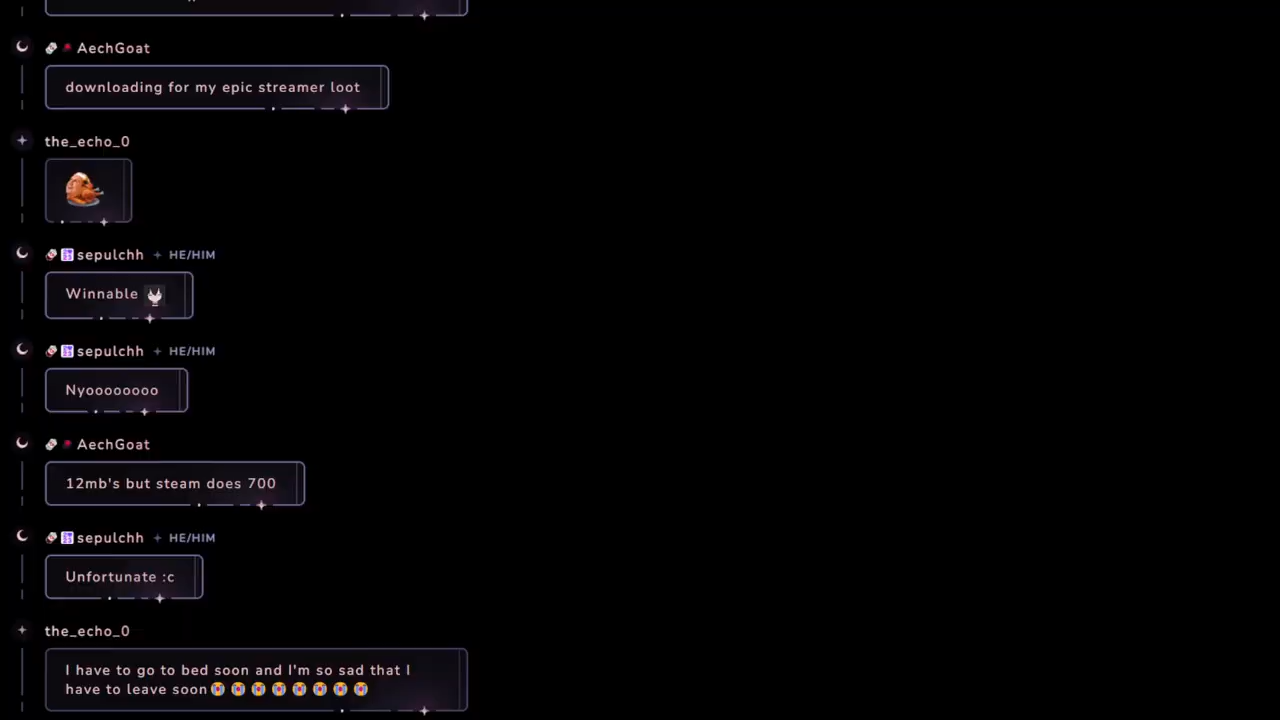 AechGoat
downloading for my epic streamer loot
the_echo_0
sepulchh HE/HIM
Winnable
sepulchh HE/HIM
Nyoooooooo
AechGoat
12mb's but steam does 700
sepulchh HE/HIM
Unfortunate :c
the_echo_0
I have to go to bed soon and I'm so sad that I
have to leave soon😭😭😭😭😭😭😭😭